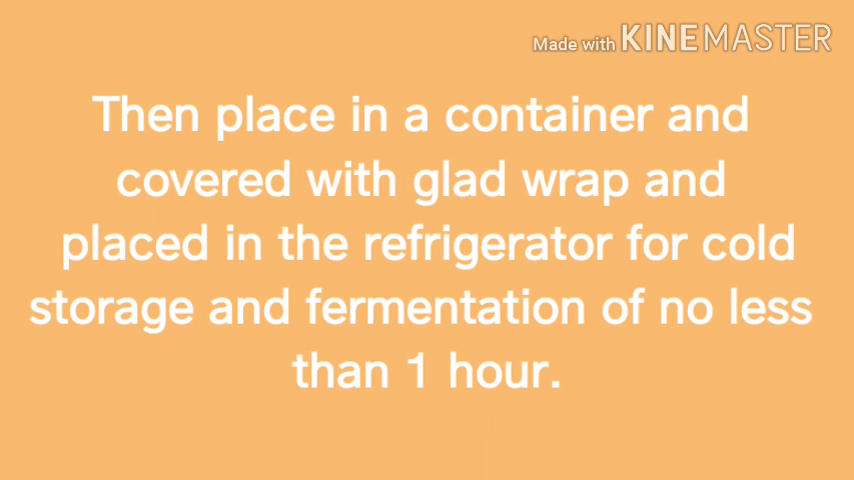 Made with KINEMASTER
Then place in a container and
covered with glad wrap and
placed in the refrigerator for cold
storage and fermentation of no less
than 1 hour.